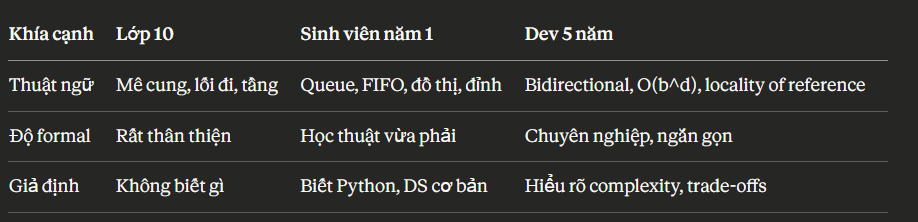 Khía cạnh Lớp 10 Sinh viên năm 1 Dev 5 năm
Thuật ngữ Mê cung, lối đi, tầng Queue, FIFO, đồ thị, đỉnh Bidirectional, O(b^d), locality of reference
Độ formal Rất thân thiện Học thuật vừa phải Chuyên nghiệp, ngắn gọn
Giả định Không biết gì Biết Python, DS cơ bản Hiểu rõ complexity, trade-offs